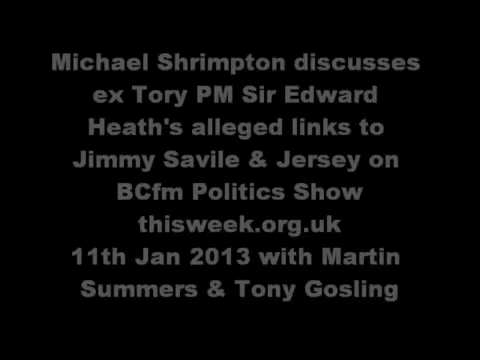 Michael Shrimpton discusses
ex Tory PM Sir Edward
Heath's alleged links to
Jimmy Savile & Jersey on
BCfm Politics Show
thisweek.org.uk
11th Jan 2013 with Martin
Summers & Tony Gosling